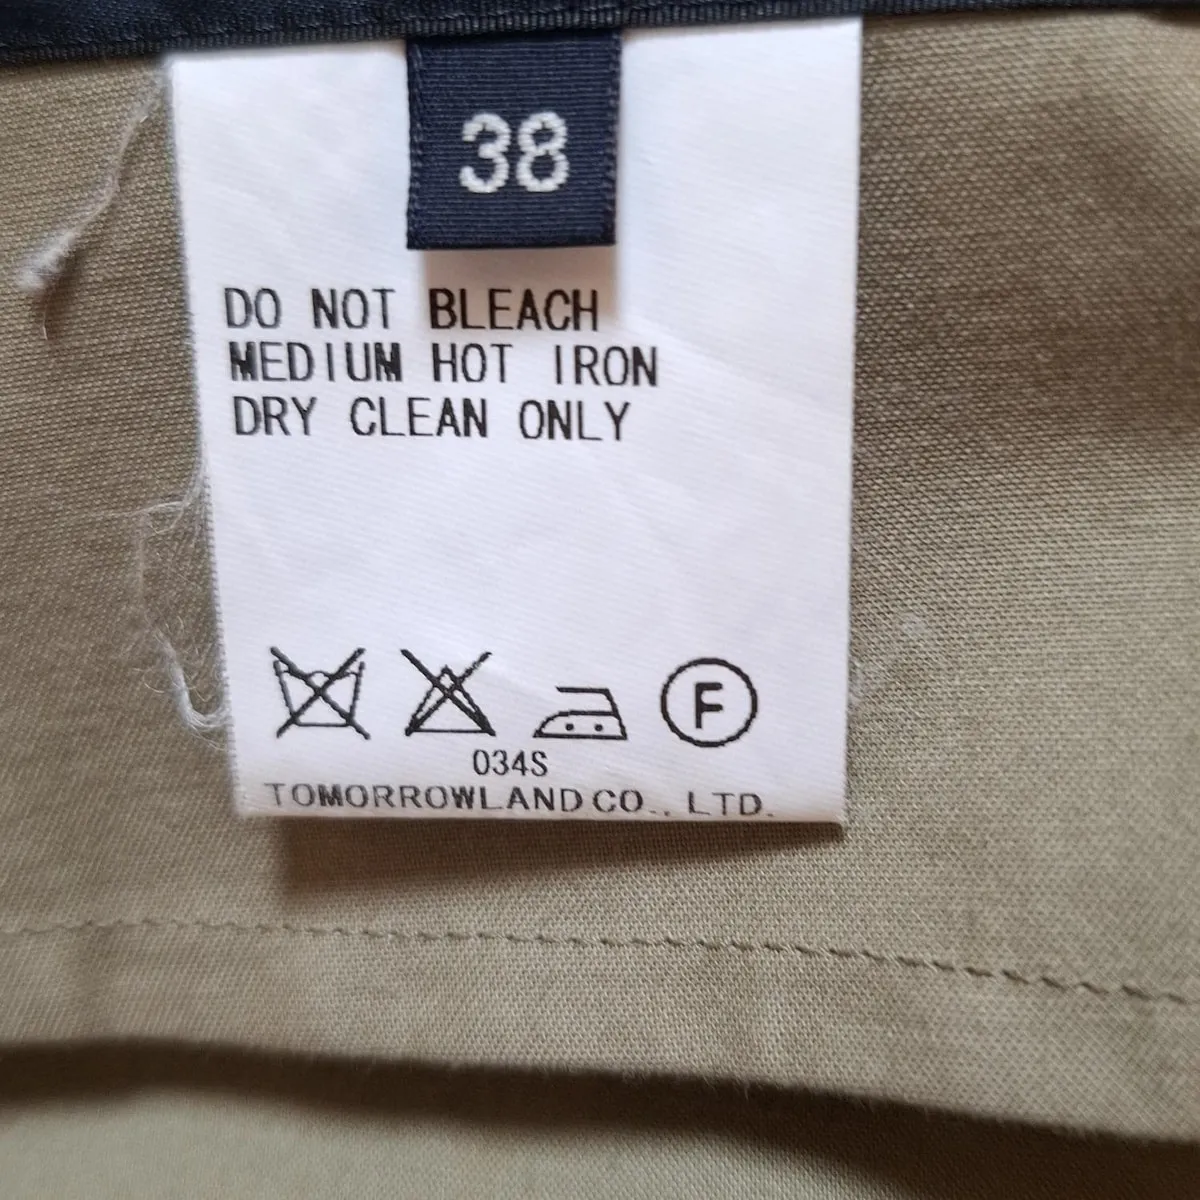 38
DO NOT BLEACH
MEDIUM HOT IRON
DRY CLEAN ONLY
F
034S
TOMORROWLAND CO., LTD.